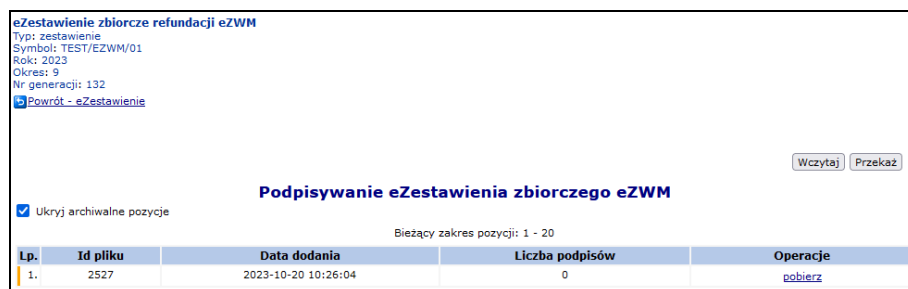 eZestawienie zbiorcze refundacji eZWM
Typ: zestawienie
Symbol: TEST/EZWM/01
Rok: 2023
Okres: 9
Nr generacji: 132
Powrót - eZestawienie
Wczytaj Przekaż
Podpisywanie eZestawienia zbiorczego eZWM
Ukryj archiwalne pozycje
Bieżący zakres pozycji: 1 - 20
Lp. Id pliku Data dodania Liczba podpisów Operacje
1. 2527 2023-10-20 10:26:04 0 pobierz